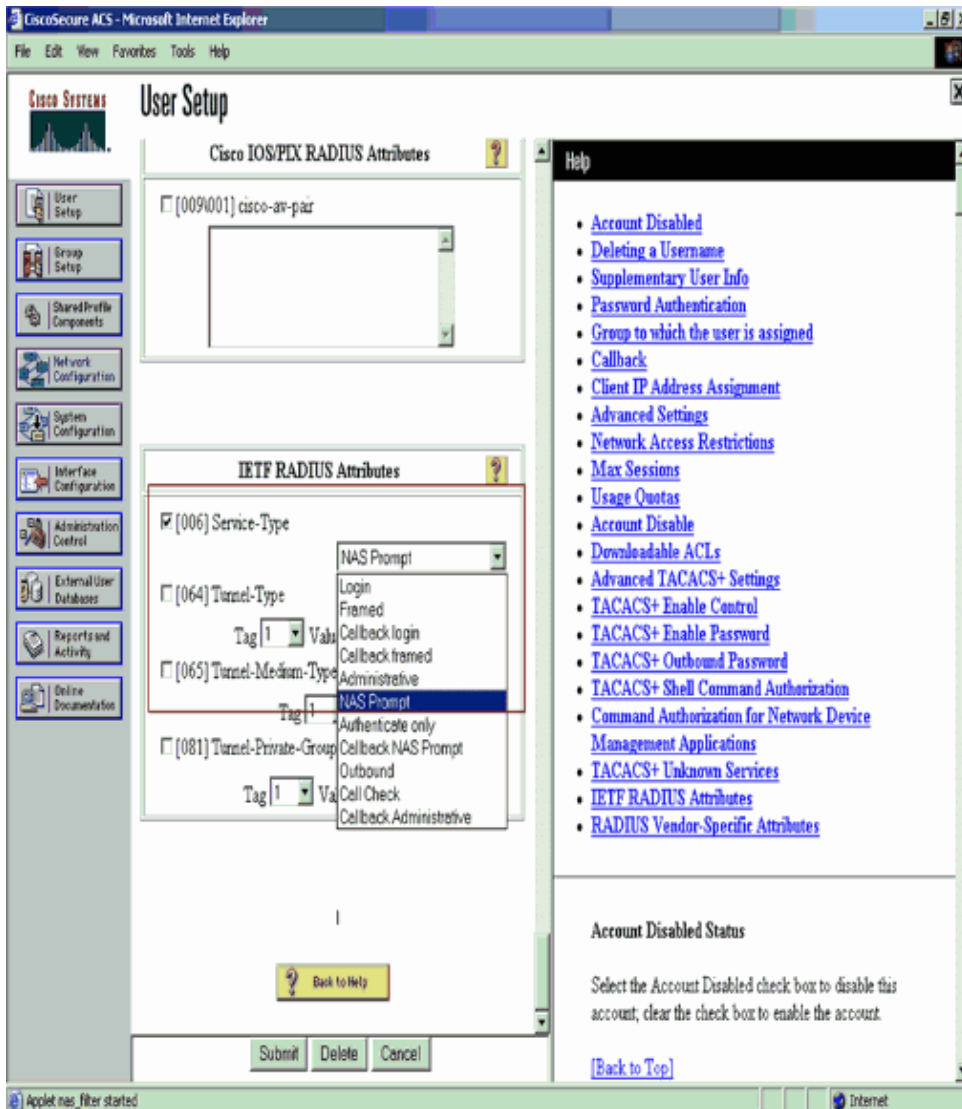 CiscoSecure ACS - Microsoft Internet Explorer
File Edit View Favorites Tools Help
CISCO SYSTEMS
User Setup
User Setup
Group Setup
Shared Profile Components
Network Configuration
System Configuration
Interface Configuration
Administration Control
External User Databases
Reports and Activity
Online Documentation
Cisco IOS/PIX RADIUS Attributes
?
[009\001] cisco-av-pair
IETF RADIUS Attributes
?
[006] Service-Type
NAS Prompt
Login
Framed
Callback login
Callback framed
Administrative
NAS Prompt
Authenticate only
Callback NAS Prompt
Outbound
Call Check
Callback Administrative
[064] Tunnel-Type
Tag 1 Valu
[065] Tunnel-Medium-Type
Tag 1
[081] Tunnel-Private-Group
Tag 1 Va
? Back to Help
Submit Delete Cancel
Help
Account Disabled
Deleting a Username
Supplementary User Info
Password Authentication
Group to which the user is assigned
Callback
Client IP Address Assignment
Advanced Settings
Network Access Restrictions
Max Sessions
Usage Quotas
Account Disable
Downloadable ACLs
Advanced TACACS+ Settings
TACACS+ Enable Control
TACACS+ Enable Password
TACACS+ Outbound Password
TACACS+ Shell Command Authorization
Command Authorization for Network Device
Management Applications
TACACS+ Unknown Services
IETF RADIUS Attributes
RADIUS Vendor-Specific Attributes
Account Disabled Status
Select the Account Disabled check box to disable this
account; clear the check box to enable the account.
[Back to Top]
Applet nas_filter started
Internet